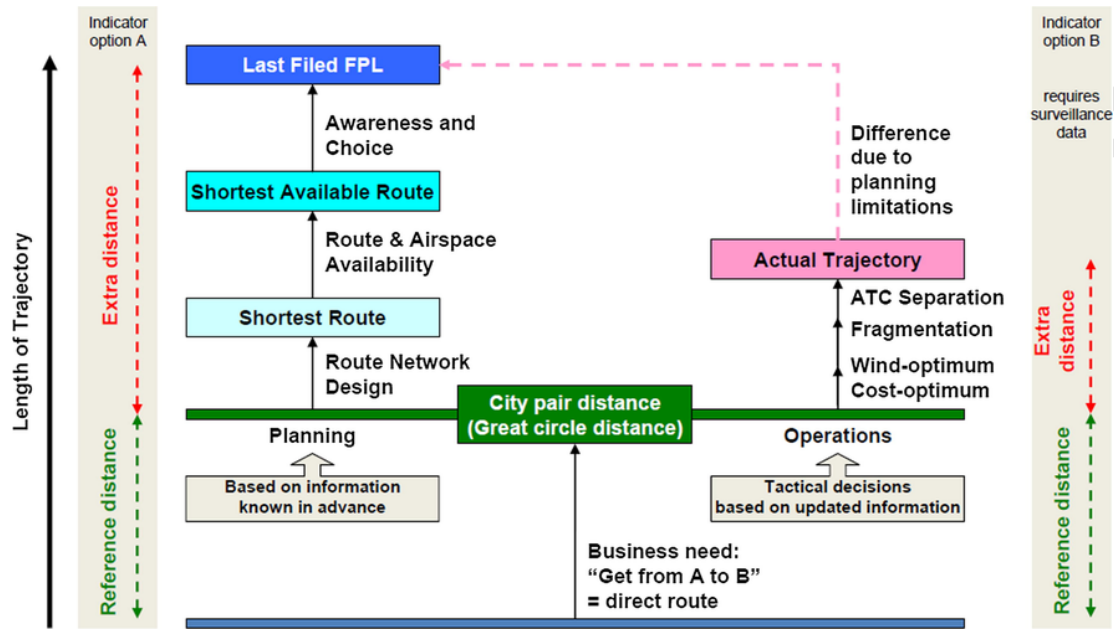 Indicator
option A
Length of Trajectory
Extra distance
Reference distance
Last Filed FPL
Awareness and
Choice
Shortest Available Route
Route & Airspace
Availability
Shortest Route
Route Network
Design
Planning
Based on information
known in advance
City pair distance
(Great circle distance)
Business need:
“Get from A to B”
= direct route
Difference
due to
planning
limitations
Actual Trajectory
ATC Separation
Fragmentation
Wind-optimum
Cost-optimum
Operations
Tactical decisions
based on updated information
Indicator
option B
requires
surveillance
data
Extra
distance
Reference distance